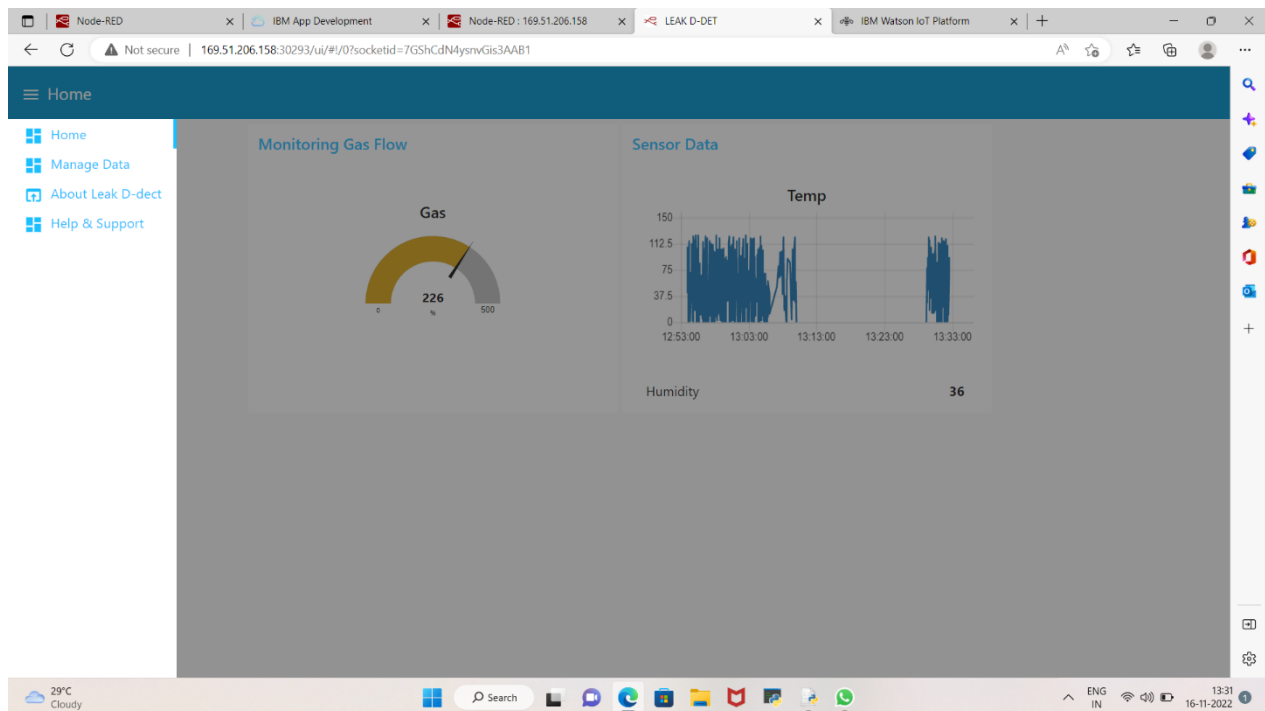 Node-RED
IBM App Development
Node-RED : 169.51.206.158
LEAK D-DET
IBM Watson IoT Platform
Not secure
169.51.206.158:30293/ui/#!/0?socketid=7GShCdN4ysnvGis3AAB1
Home
Home
Manage Data
About Leak D-dect
Help & Support
Monitoring Gas Flow
Gas
226
%
0
500
Sensor Data
Temp
150
112.5
75
37.5
0
12:53:00 13:03:00 13:13:00 13:23:00 13:33:00
Humidity 36
29°C
Cloudy
Search
ENG
IN
13:31
16-11-2022
1